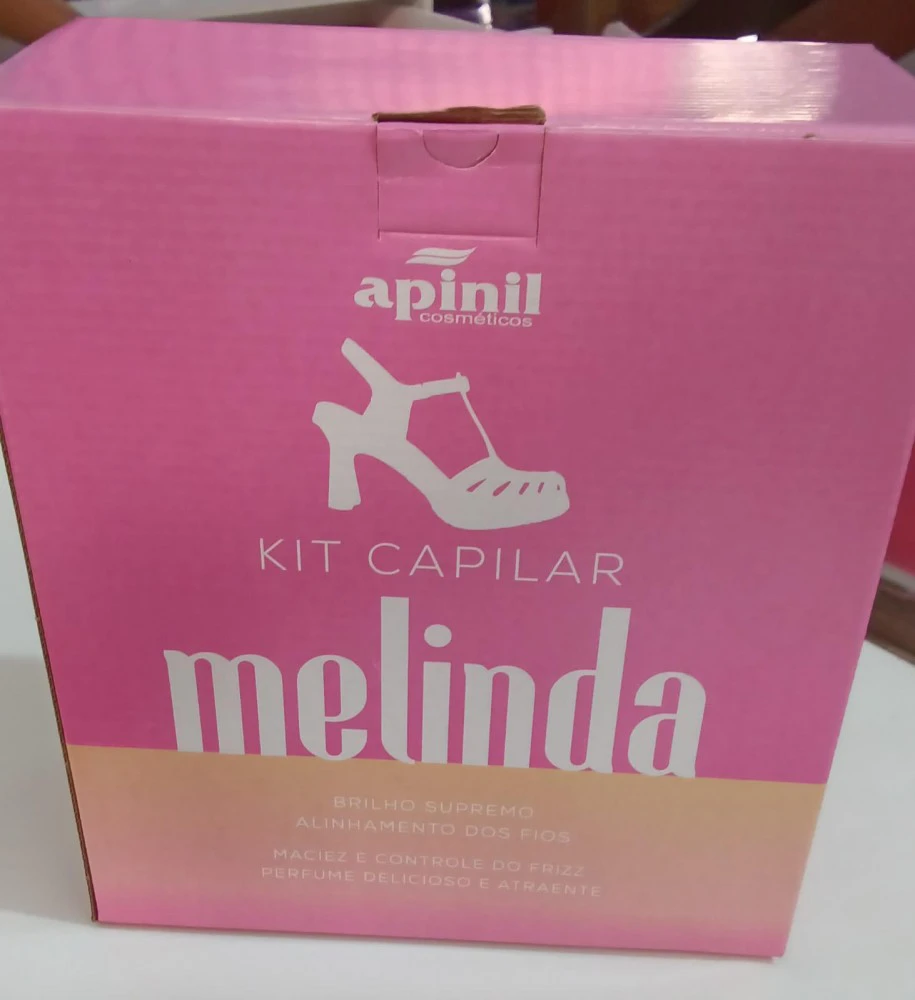 apinil
cosméticos
KIT CAPILAR
melinda
BRILHO SUPREMO
ALINHAMENTO DOS FIOS
MACIEZ E CONTROLE DO FRIZZ
PERFUME DELICIOSO E ATRAENTE